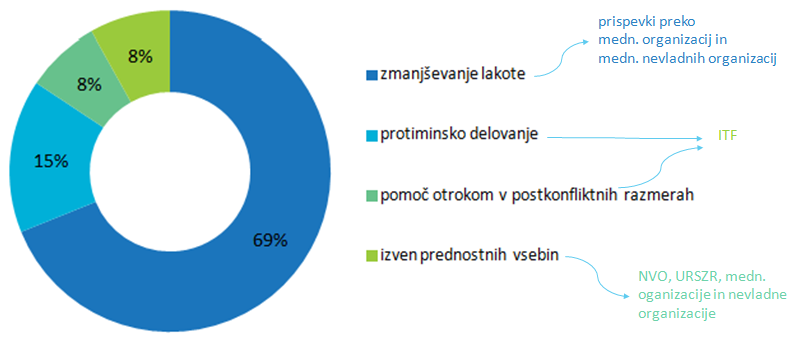 prispevki preko
medn. organizacij in
medn. nevladnih organizacij
8%
8%
15%
69%
zmanjševanje lakote
protiminsko delovanje
ITF
pomoč otrokom v postkonfliktnih razmerah
izven prednostnih vsebin
NVO, URSZR, medn.
oganizacije in nevladne
organizacije